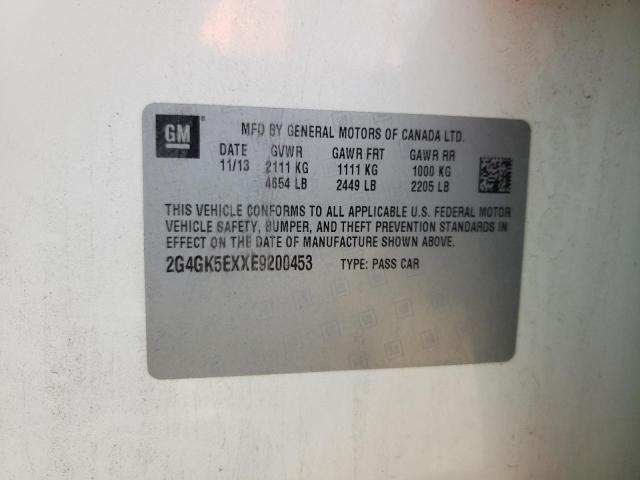 GM
MFD BY GENERAL MOTORS OF CANADA LTD.
DATE GVWR GAWR FRT GAWR RR
11/13 2111 KG 1111 KG 1000 KG
4654 LB 2449 LB 2205 LB
THIS VEHICLE CONFORMS TO ALL APPLICABLE U.S. FEDERAL MOTOR
VEHICLE SAFETY, BUMPER, AND THEFT PREVENTION STANDARDS IN
EFFECT ON THE DATE OF MANUFACTURE SHOWN ABOVE.
2G4GK5EXXE9200453 TYPE: PASS CAR